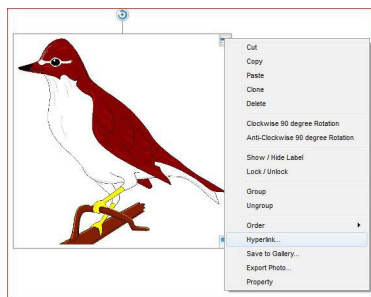 Cut
Copy
Paste
Clone
Delete
Clockwise 90 degree Rotation
Anti-Clockwise 90 degree Rotation
Show / Hide Label
Lock / Unlock
Group
Ungroup
Order
Hyperlink...
Save to Gallery...
Export Photo...
Property